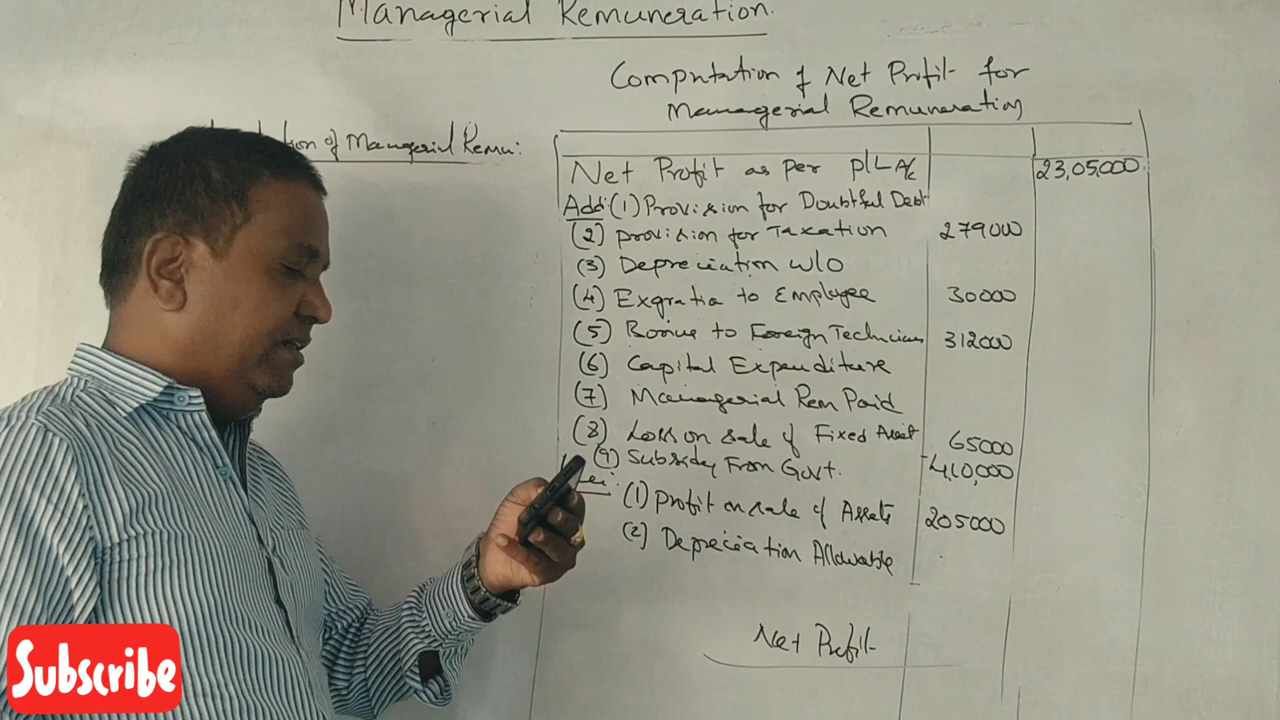 Managerial Remuneration.
Computation of Net Profit for
Managerial Remuneration
of Managerial Remu:
Net Profit as Per P/L A/c 23,05,000
Add: (1) Provision for Doubtful Debt
(2) Provision for Taxation 279000
(3) Depreciation W/O
(4) Exgratia to Employee 30000
(5) Bonus to Foreign Technician 312000
(6) Capital Expenditure
(7) Managerial Rem Paid
(8) Loss on sale of Fixed Asset 65000
(9) Subsidy From Govt. 410,000
(1) Profit on sale of Assets 205000
(2) Depreciation Allowable
Net Profit
Subscribe